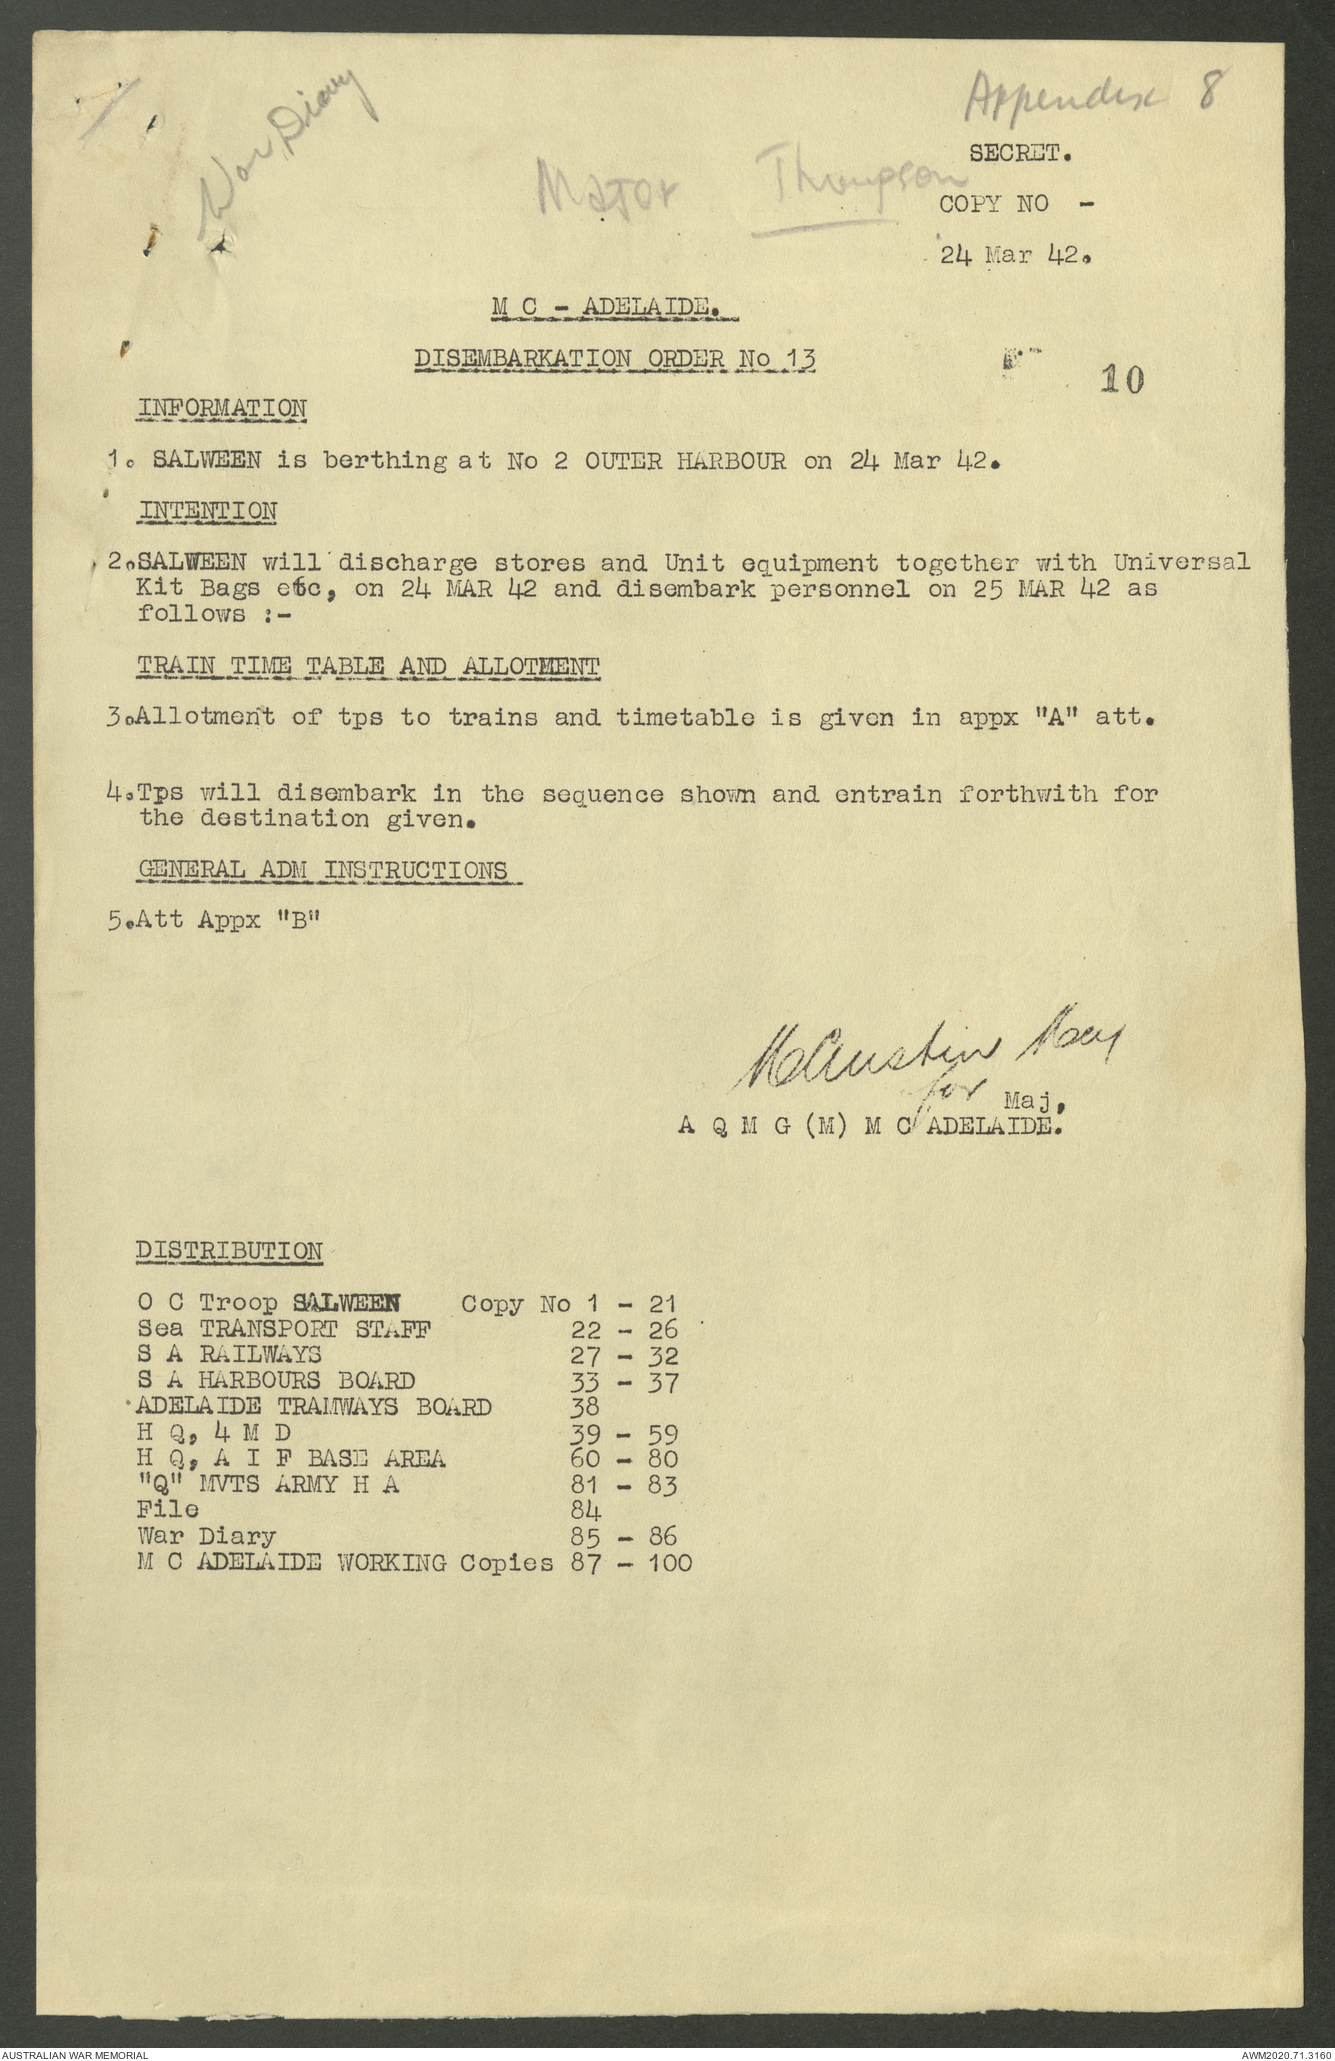 War Diary
Appendix 8
Major Thompson
SECRET.
COPY NO -
24 Mar 42.
M C - ADELAIDE.
DISEMBARKATION ORDER No 13
10
INFORMATION
1. SALWEEN is berthing at No 2 OUTER HARBOUR on 24 Mar 42.
INTENTION
2.SALWEEN will discharge stores and Unit equipment together with Universal
Kit Bags etc, on 24 MAR 42 and disembark personnel on 25 MAR 42 as
follows :-
TRAIN TIME TABLE AND ALLOTMENT
3.Allotment of tps to trains and timetable is given in appx "A" att.
4.Tps will disembark in the sequence shown and entrain forthwith for
the destination given.
GENERAL ADM INSTRUCTIONS
5.Att Appx "B"
Austin
for Maj,
A Q M G (M) M C ADELAIDE.
DISTRIBUTION
O C Troop SALWEEN Copy No 1 - 21
Sea TRANSPORT STAFF 22 - 26
S A RAILWAYS 27 - 32
S A HARBOURS BOARD 33 - 37
ADELAIDE TRAMWAYS BOARD 38
H Q, 4 M D 39 - 59
H Q, A I F BASE AREA 60 - 80
"Q" MVTS ARMY H A 81 - 83
File 84
War Diary 85 - 86
M C ADELAIDE WORKING Copies 87 - 100
AUSTRALIAN WAR MEMORIAL
AWM2020.71.3160